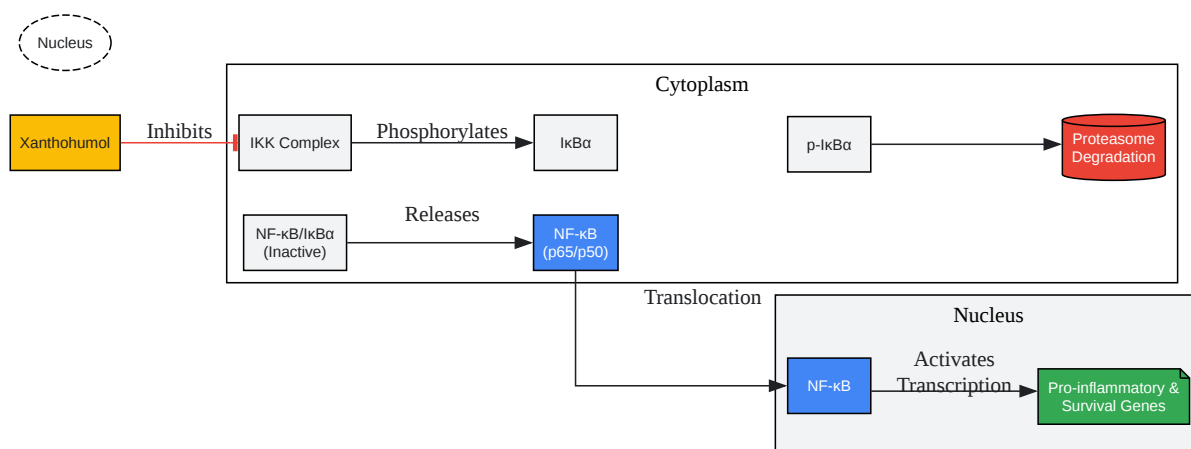 Nucleus
Cytoplasm
Xanthohumol
Inhibits
IKK Complex
Phosphorylates
IκBα
p-IκBα
Proteasome
Degradation
NF-κB/IκBα
(Inactive)
Releases
NF-κB
(p65/p50)
Translocation
Nucleus
NF-κB
Activates
Transcription
Pro-inflammatory &
Survival Genes